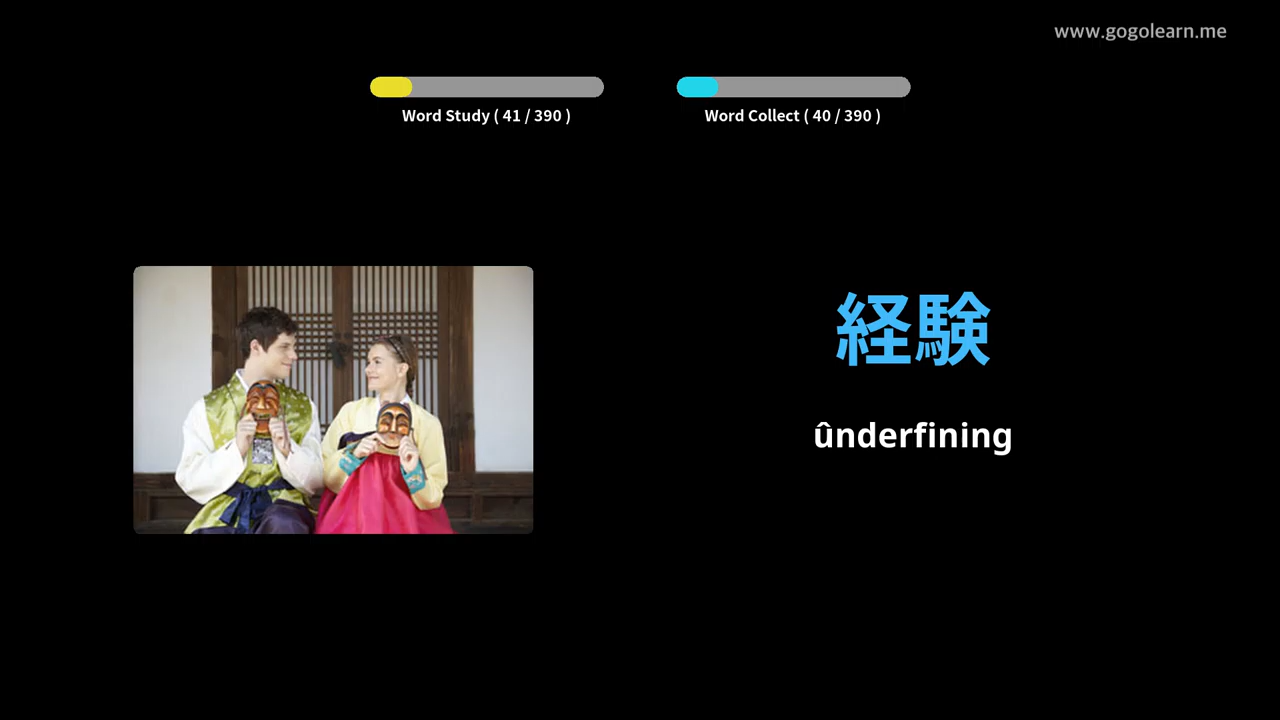 www.gogolearn.me
Word Study ( 41 / 390 )
Word Collect ( 40 / 390 )
経験
ûnderfining